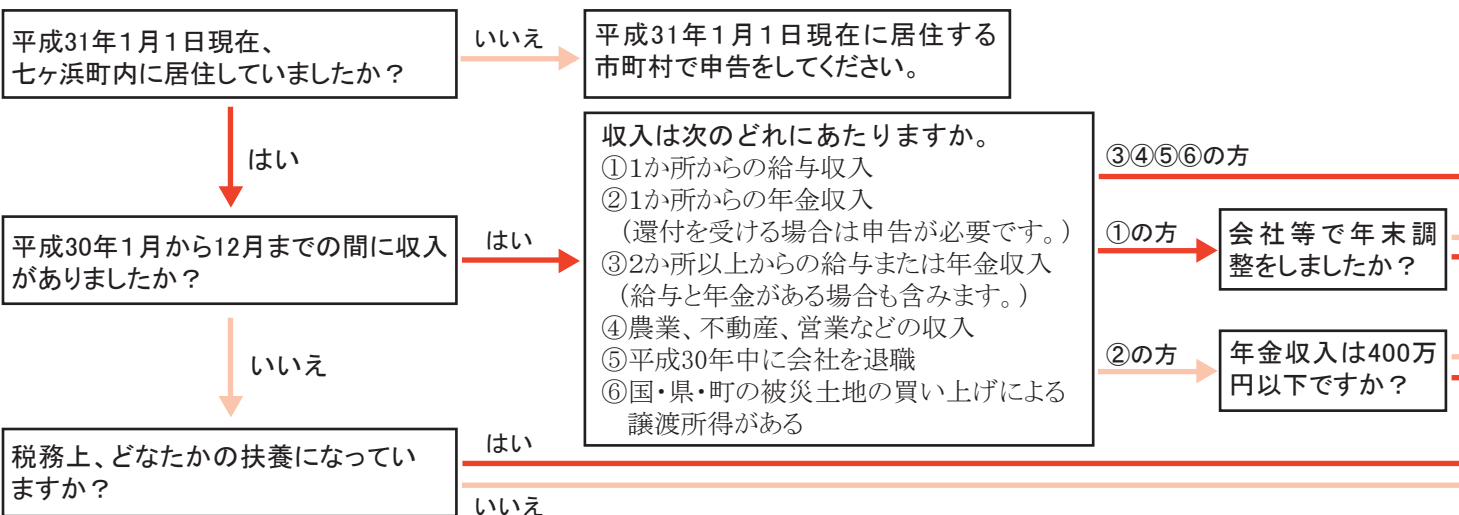 平成31年1月1日現在、
七ヶ浜町内に居住していましたか？
いいえ
平成31年1月1日現在に居住する
市町村で申告をしてください。
はい
平成30年1月から12月までの間に収入
がありましたか？
はい
収入は次のどれにあたりますか。
①1か所からの給与収入
②1か所からの年金収入
（還付を受ける場合は申告が必要です。）
③2か所以上からの給与または年金収入
（給与と年金がある場合も含みます。）
④農業、不動産、営業などの収入
⑤平成30年中に会社を退職
⑥国・県・町の被災土地の買い上げによる
譲渡所得がある
③④⑤⑥の方
①の方
会社等で年末調
整をしましたか？
②の方
年金収入は400万
円以下ですか？
いいえ
税務上、どなたかの扶養になってい
ますか？
はい
いいえ